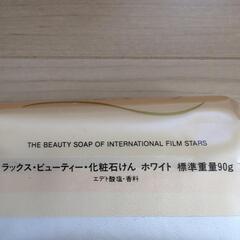 THE BEAUTY SOAP OF INTERNATIONAL FILM STARS
ラックス・ビューティー・化粧石けん ホワイト 標準重量90g
エデト酸塩・香料